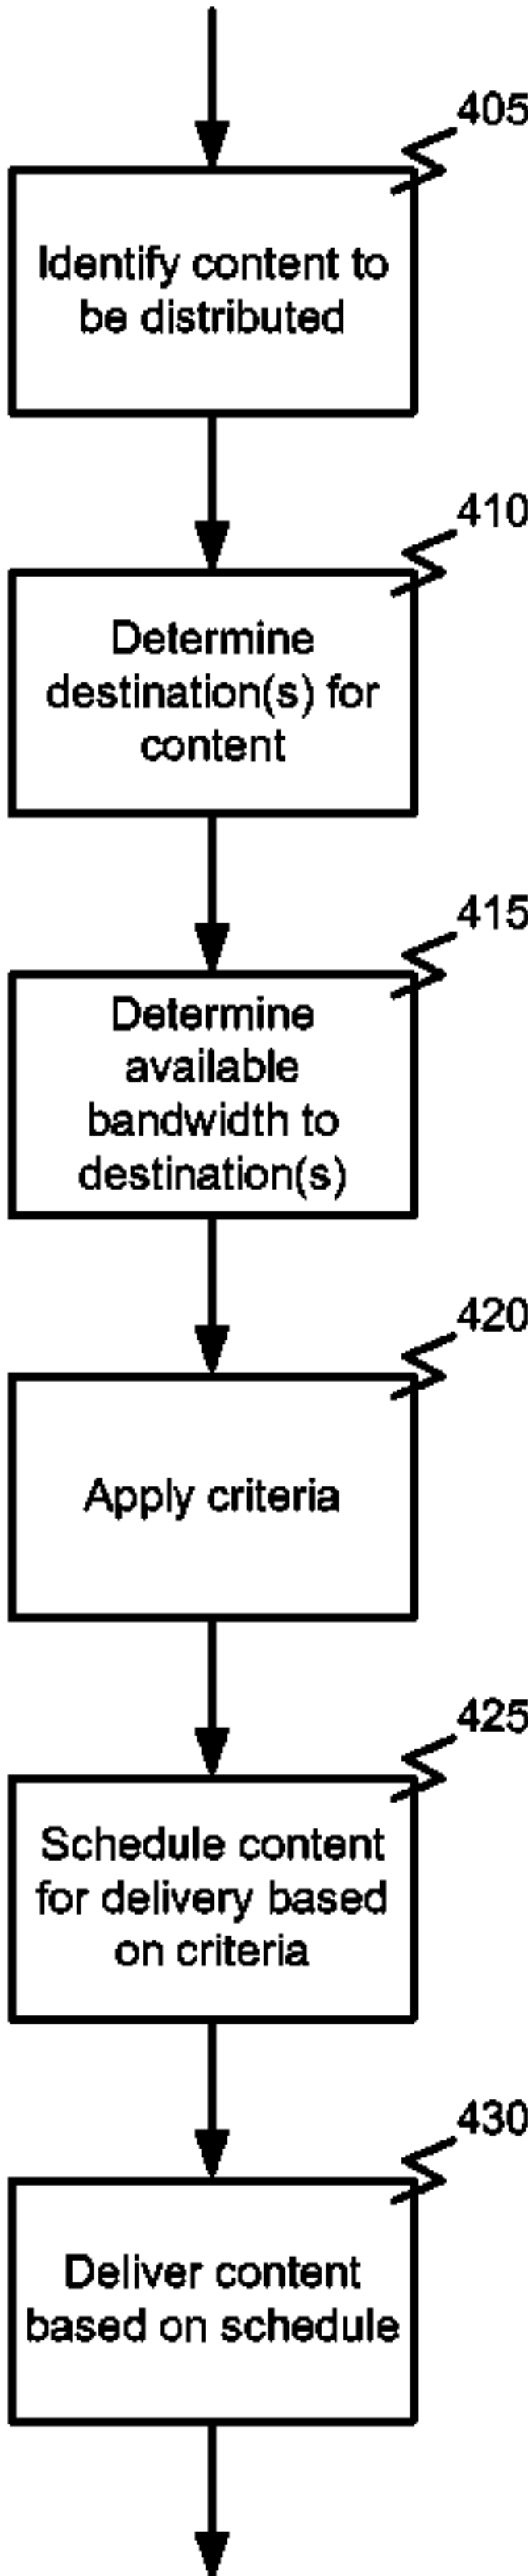 405
Identify content to
be distributed
410
Determine
destination(s) for
content
415
Determine
available
bandwidth to
destination(s)
420
Apply criteria
425
Schedule content
for delivery based
on criteria
430
Deliver content
based on schedule